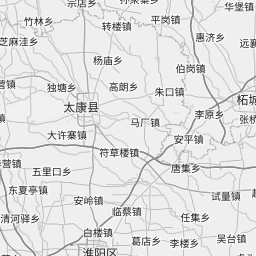 宗店乡
华堡镇
竹林乡
转楼镇
平岗镇
惠济乡
芝麻洼乡
远襄
杨庙乡
伯岗镇
独塘乡
高朗乡
朱口镇
柘城
太康县
李原乡
马厂镇
张桥
大许寨镇
安平镇
符草楼镇
五里口乡
唐集乡
东夏亭镇
安岭镇
试量镇
临蔡镇
清河驿乡
任集乡
白楼镇
吴台镇
葛店乡
李楼乡
淮阳区